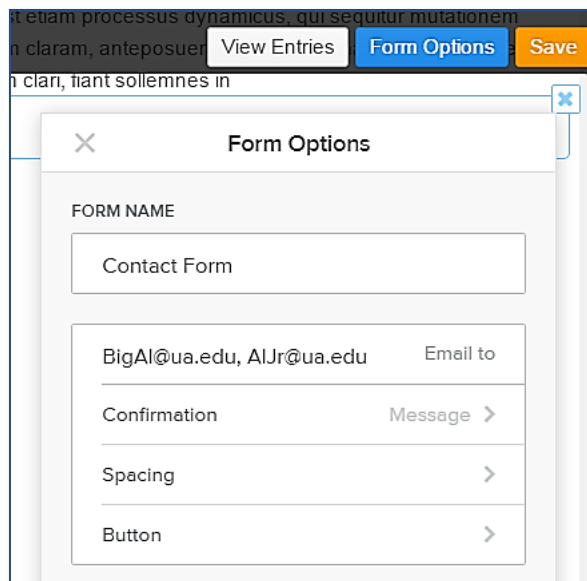 st etiam processus dynamicus, qui sequitur mutationem
m claram, anteposuer
View Entries
Form Options
Save
n clari, fiant sollemnes in
Form Options
FORM NAME
Contact Form
BigAl@ua.edu, AlJr@ua.edu Email to
Confirmation Message
Spacing
Button